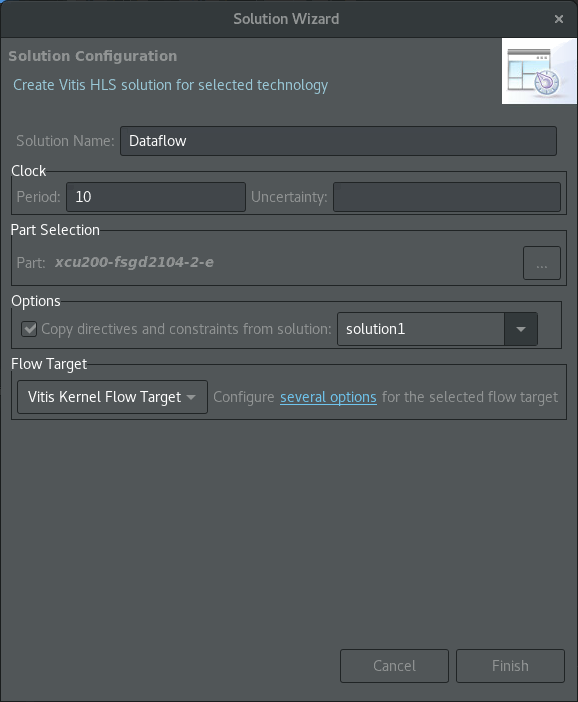 Solution Wizard
×
Solution Configuration
Create Vitis HLS solution for selected technology
Solution Name: Dataflow
Clock
Period: 10 Uncertainty:
Part Selection
Part: xcu200-fsgd2104-2-e ...
Options
Copy directives and constraints from solution: solution1
Flow Target
Vitis Kernel Flow Target Configure several options for the selected flow target
Cancel Finish